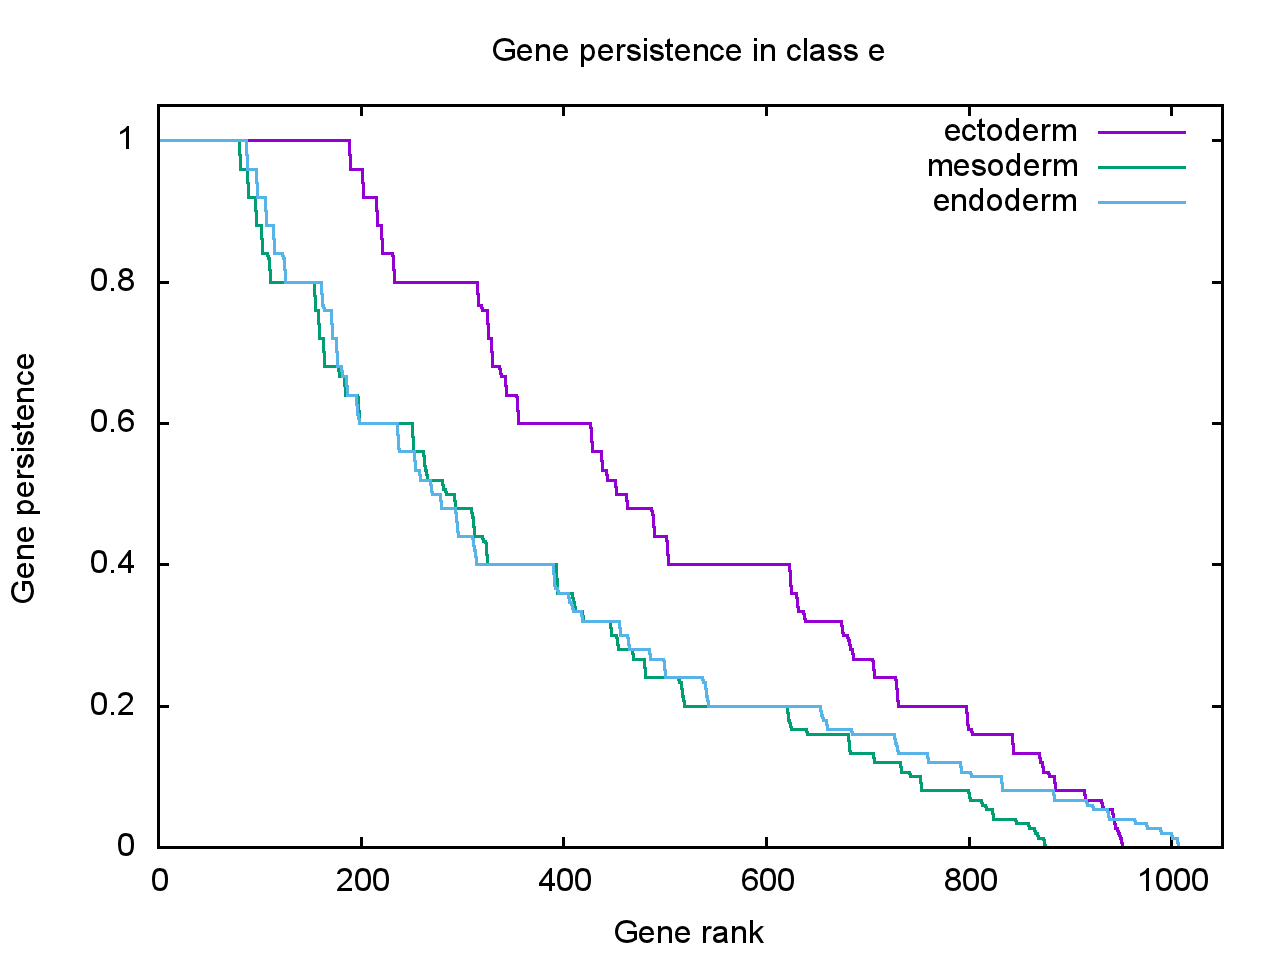 Gene persistence in class e
ectoderm
mesoderm
endoderm
1
0.8
0.6
0.4
0.2
0
Gene persistence
0 200 400 600 800 1000
Gene rank